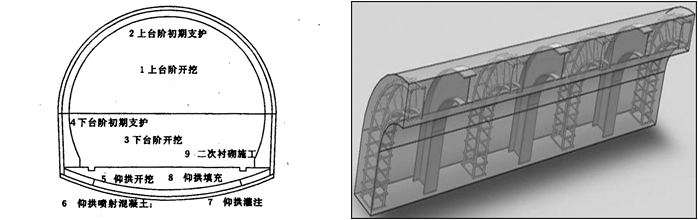 2 上台阶初期支护
1 上台阶开挖
4 下台阶初期支护
3 下台阶开挖
9 二次衬砌施工
5 仰拱开挖 8 仰拱填充
6 仰拱喷射混凝土; 7 仰拱灌注